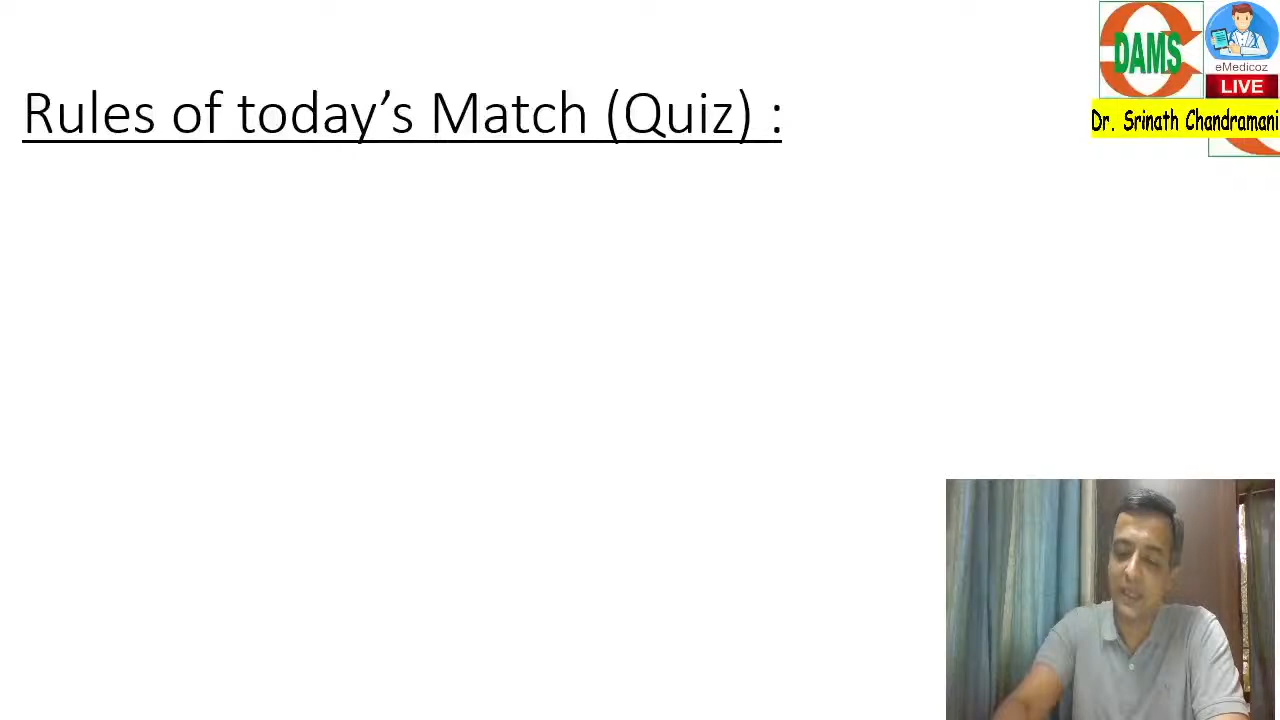 Rules of today’s Match (Quiz) :
DAMS
eMedicoz
LIVE
Dr. Srinath Chandramani